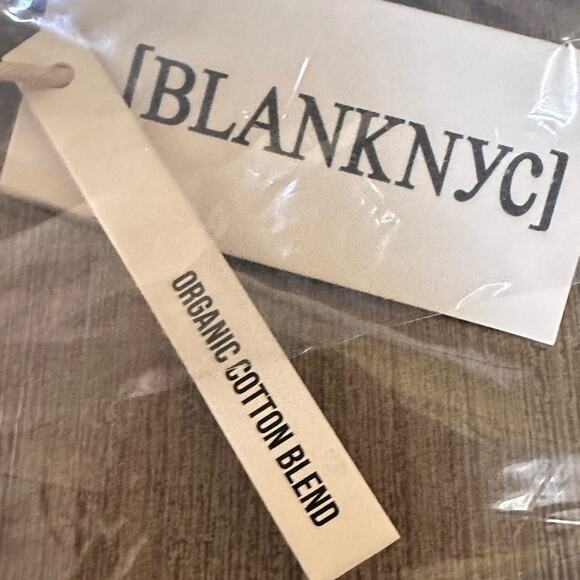 [BLANKNYC]
ORGANIC COTTON BLEND